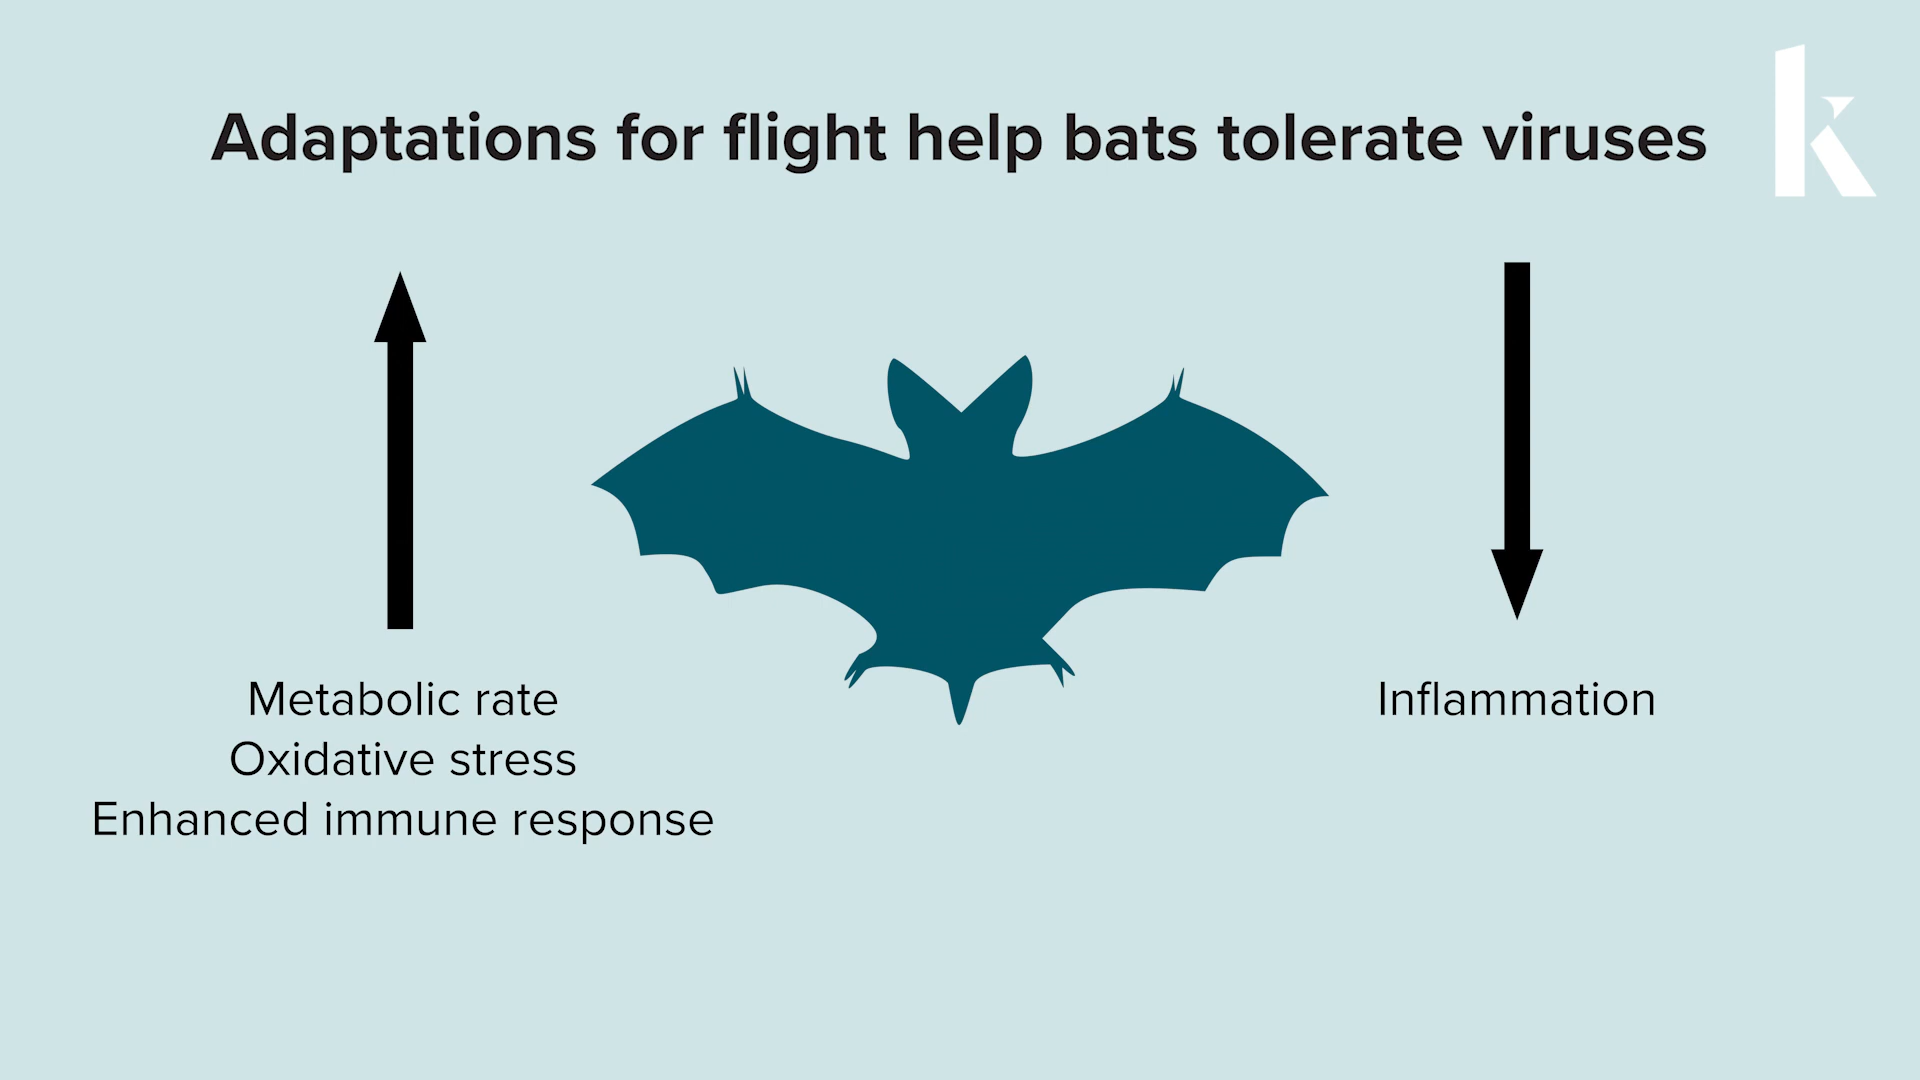 Adaptations for flight help bats tolerate viruses
k
Metabolic rate
Oxidative stress
Enhanced immune response
Inflammation